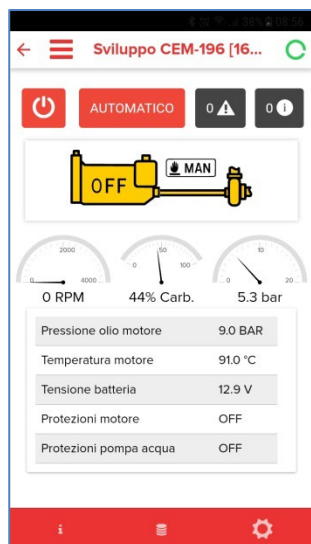 38% 08:56
Sviluppo CEM-196 [16...
AUTOMATICO 0 0
OFF MAN
2000 50 10
0 4000 0 100 0 20
0 RPM 44% Carb. 5.3 bar
Pressione olio motore 9.0 BAR
Temperatura motore 91.0 °C
Tensione batteria 12.9 V
Protezioni motore OFF
Protezioni pompa acqua OFF